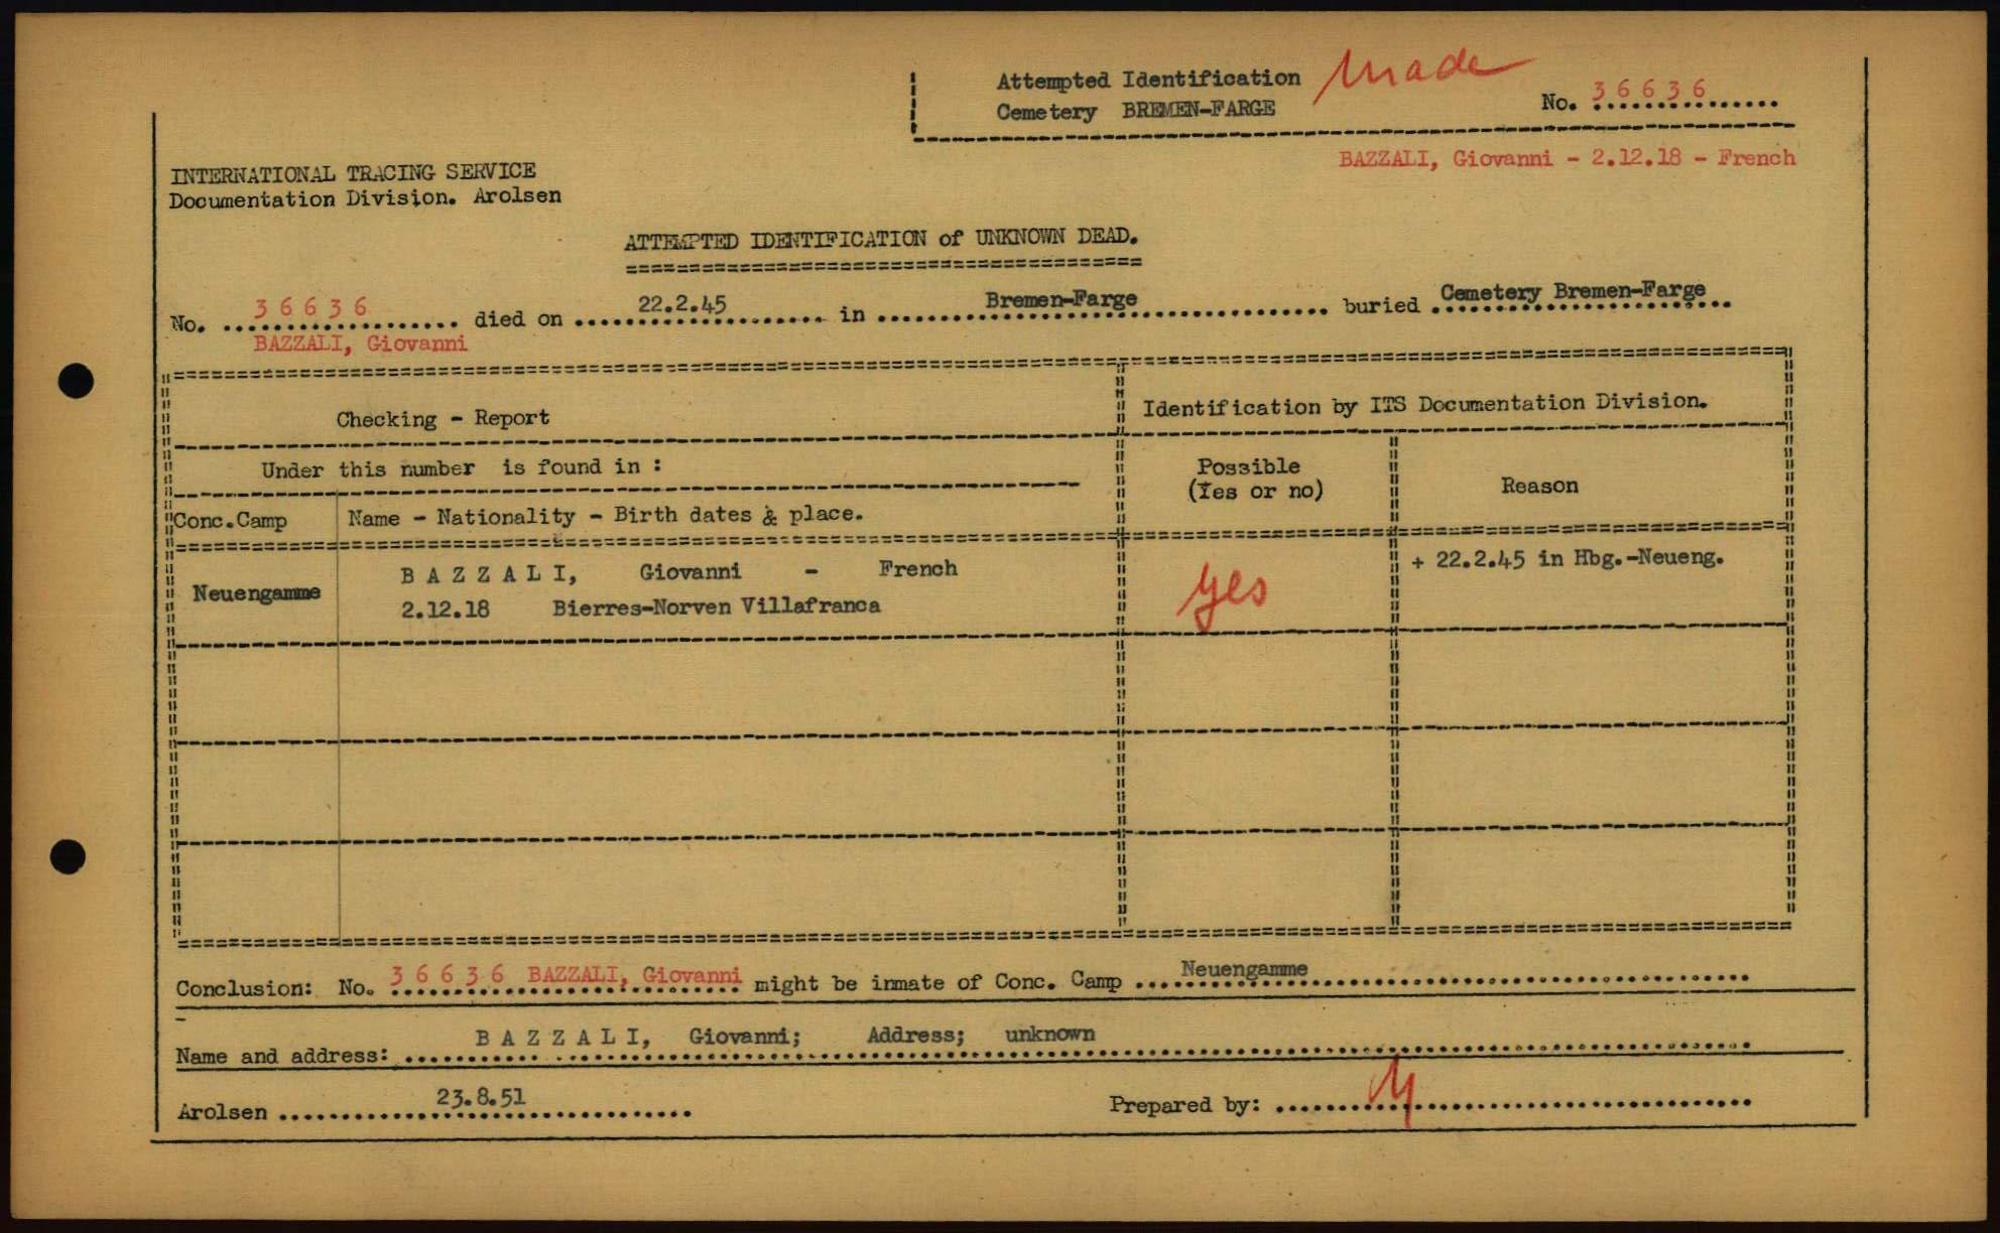 Attempted Identification made
Cemetery BREMEN-FARGE No. 36636
BAZZALI, Giovanni - 2.12.18 - French
INTERNATIONAL TRACING SERVICE
Documentation Division. Arolsen
ATTEMPTED IDENTIFICATION of UNKNOWN DEAD.
No. 36636 died on 22.2.45 in Bremen-Farge buried Cemetery Bremen-Farge
BAZZALI, Giovanni
Checking - Report
Identification by ITS Documentation Division.
Under this number is found in :
Possible
(Yes or no)
Reason
Conc.Camp
Name - Nationality - Birth dates & place.
Neuengamme
B A Z Z A L I, Giovanni - French
2.12.18 Bierres-Norven Villafranca
yes
+ 22.2.45 in Hbg.-Neueng.
Conclusion: No. 36636 BAZZALI, Giovanni might be inmate of Conc. Camp Neuengamme
Name and address: B A Z Z A L I, Giovanni; Address; unknown
Arolsen 23.8.51
Prepared by: